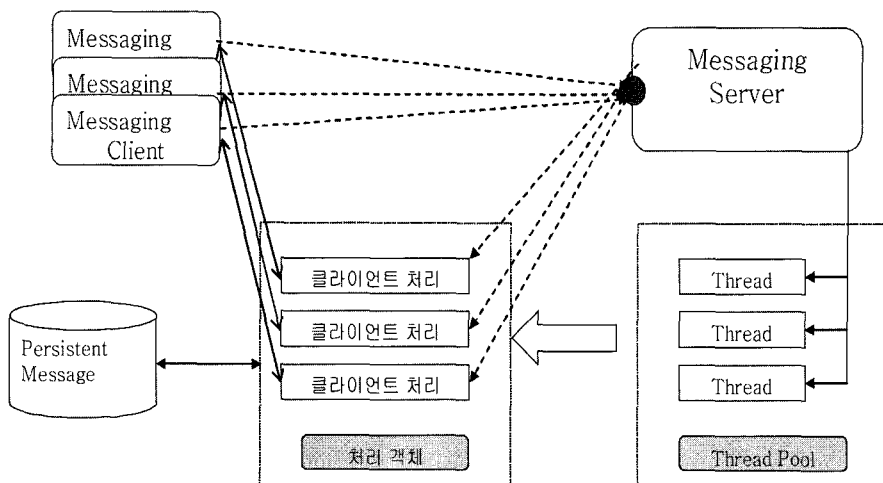 Messaging
Messaging
Messaging
Client
Messaging
Server
클라이언트 처리
클라이언트 처리
클라이언트 처리
처리 객체
Thread
Thread
Thread
Thread Pool
Persistent
Message